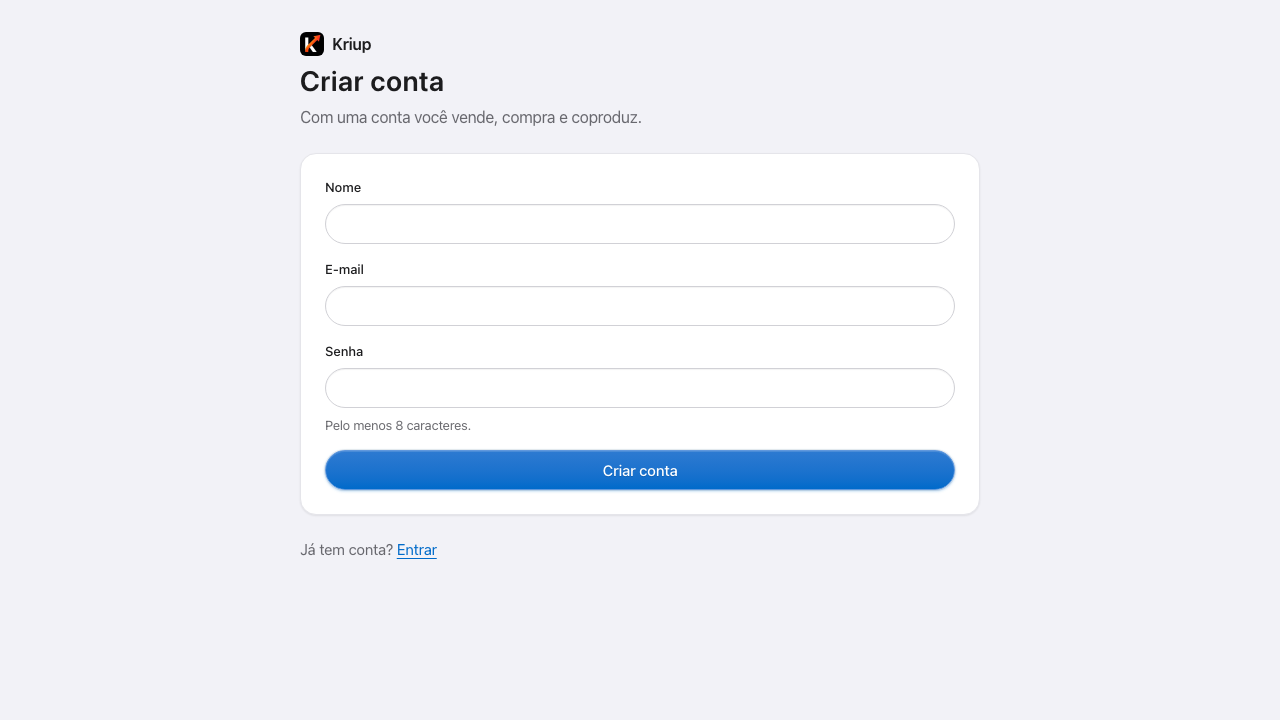 Kriup
Criar conta
Com uma conta você vende, compra e coproduz.
Nome
E-mail
Senha
Pelo menos 8 caracteres.
Criar conta
Já tem conta? Entrar